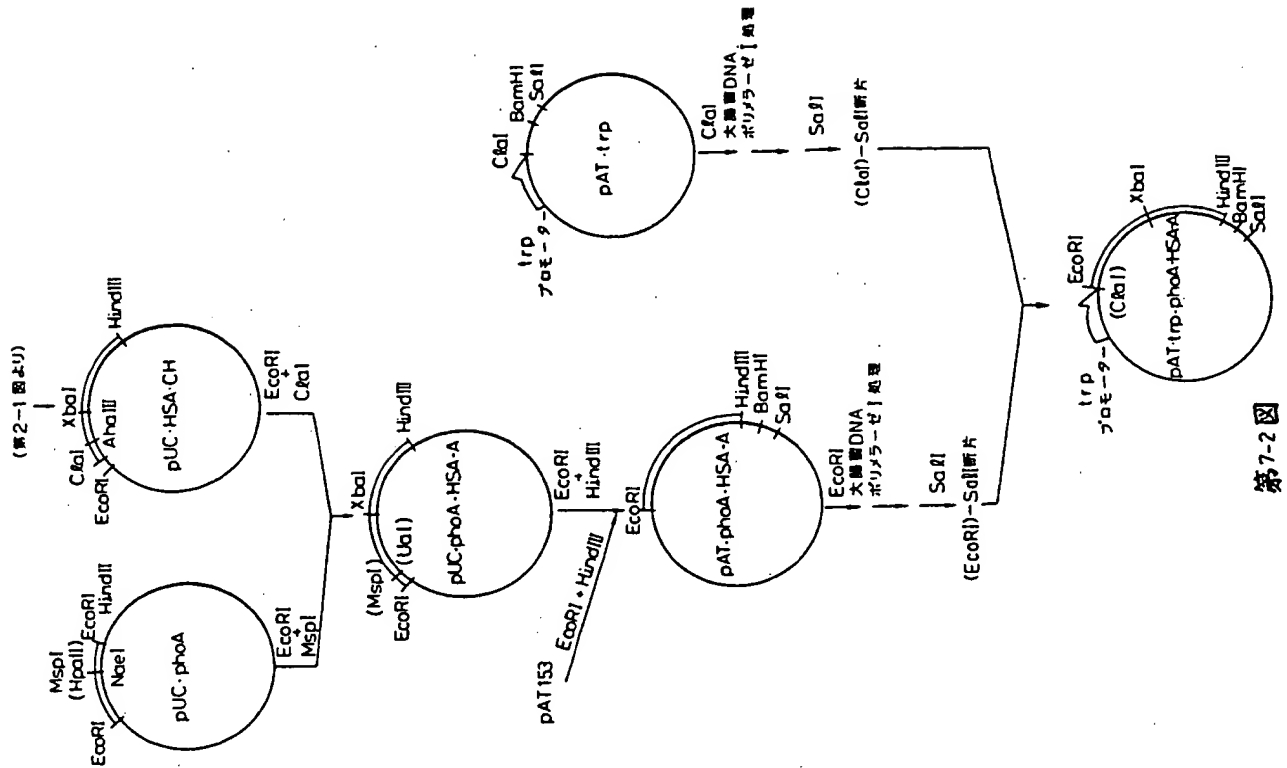 (第2-1図より)
MspI
(HpaII)
EcoRI
NaeI
EcoRI
HindIII
pUC·phoA
EcoRI
+
MspI
XbaI
ClaI
AhaIII
EcoRI
HindIII
pUC·HSA·CH
EcoRI
+
ClaI
XbaI
(MspI)
(UaI)
EcoRI
HindIII
pUC·phoA·HSA·A
EcoRI
+
HindIII
pAT153
EcoRI + HindIII
EcoRI
HindIII
BamHI
SalI
pAT·phoA·HSA·A
EcoRI
大腸菌DNA
ポリメラーゼI処理
SalI
(EcoRI)-SalI断片
trp
プロモーター
ClaI
BamHI
SalI
pAT·trp
ClaI
大腸菌DNA
ポリメラーゼI処理
SalI
(ClaI)-SalI断片
trp
プロモーター
EcoRI
(ClaI)
XbaI
HindIII
BamHI
SalI
pAT·trp·phoA·HSA·A
第7-2図